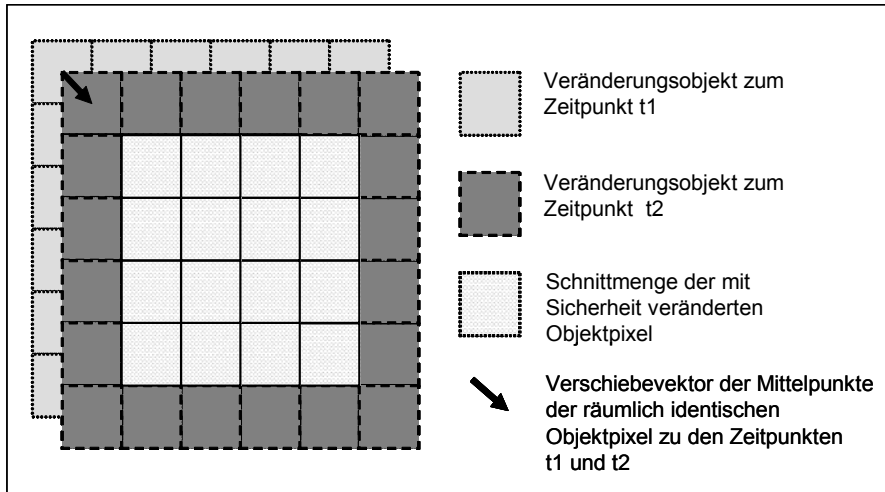 Veränderungsobjekt zum
Zeitpunkt t1
Veränderungsobjekt zum
Zeitpunkt t2
Schnittmenge der mit
Sicherheit veränderten
Objektpixel
Verschiebevektor der Mittelpunkte
der räumlich identischen
Objektpixel zu den Zeitpunkten
t1 und t2